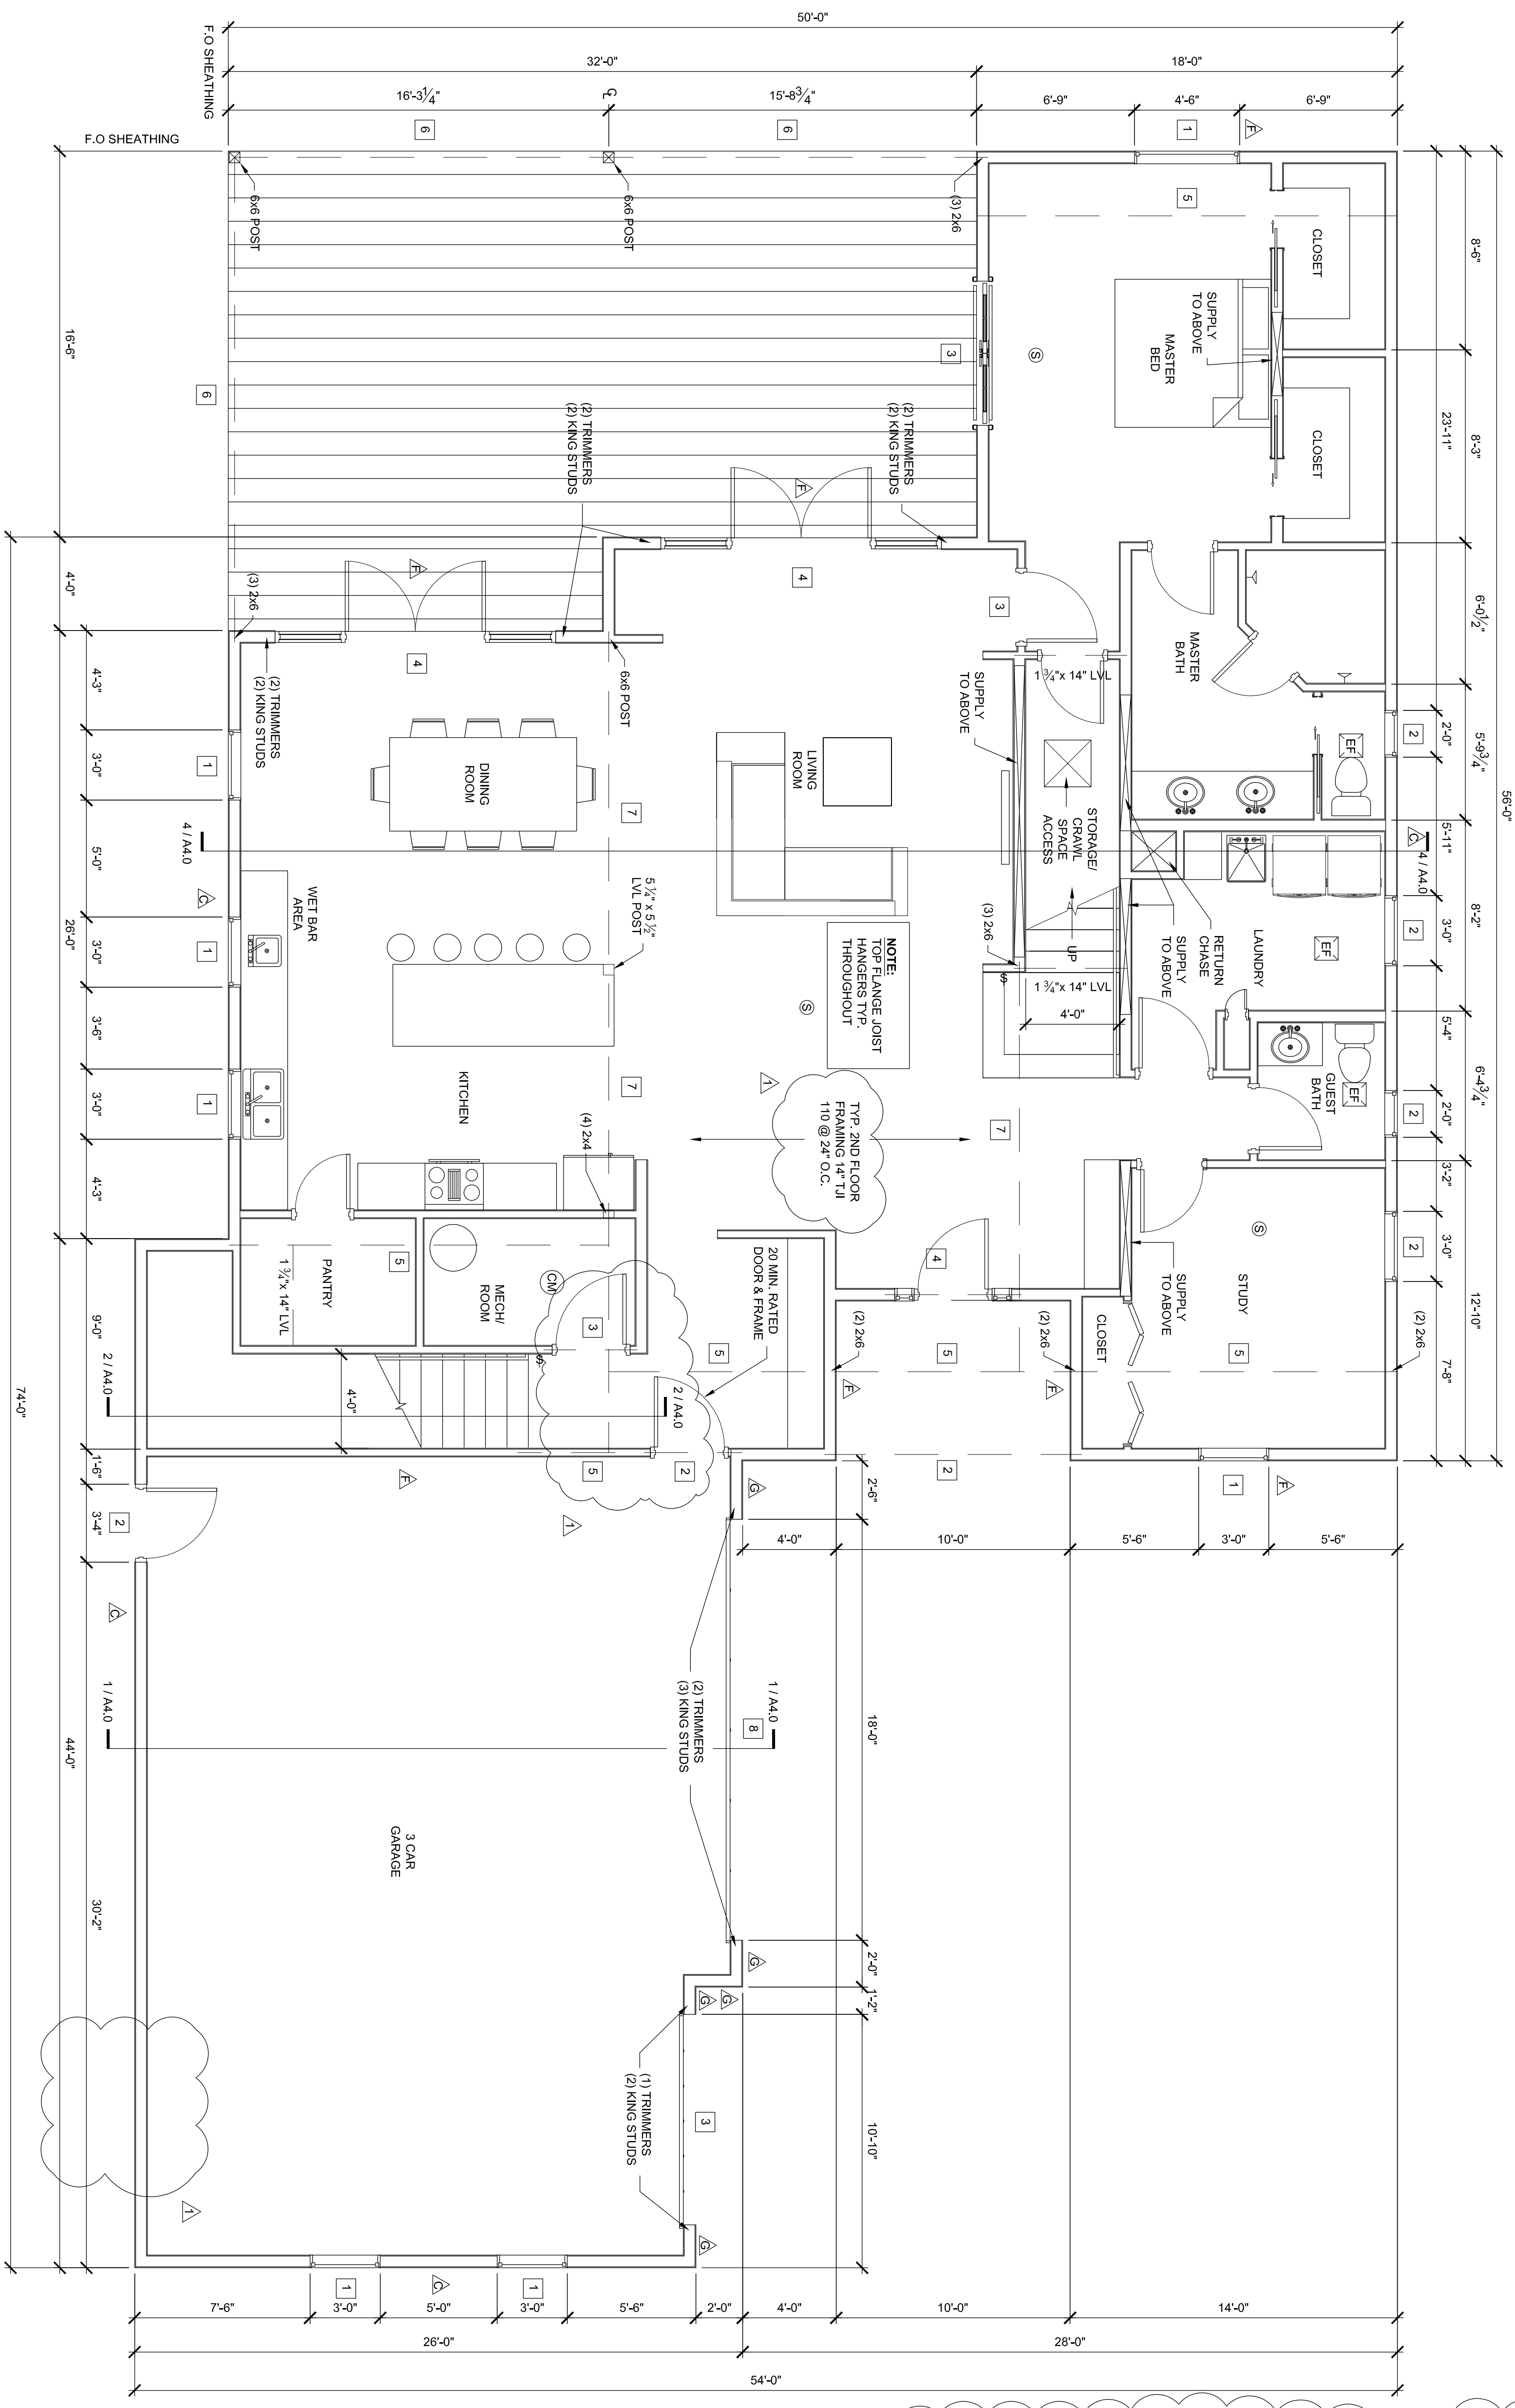 50'-0"
32'-0"
18'-0"
16'-3 1/4"
℄
15'-8 3/4"
6'-9"
4'-6"
6'-9"
F.O SHEATHING
F.O SHEATHING
6
6
1
F
56'-0"
8'-6"
8'-3"
6'-0 1/2"
5'-9 3/4"
8'-2"
6'-4 3/4"
12'-10"
23'-11"
2'-0"
5'-11"
3'-0"
5'-4"
2'-0"
3'-2"
3'-0"
7'-8"
6x6 POST
6x6 POST
(3) 2x6
5
CLOSET
CLOSET
SUPPLY
TO ABOVE
MASTER
BED
S
3
6
(2) TRIMMERS
(2) KING STUDS
(2) TRIMMERS
(2) KING STUDS
F
4
3
F
4
(3) 2x6
(2) TRIMMERS
(2) KING STUDS
6x6 POST
MASTER
BATH
EF
2
1 3/4"x 14" LVL
SUPPLY
TO ABOVE
STORAGE/
CRAWL
SPACE
ACCESS
LIVING
ROOM
DINING
ROOM
7
1
4 / A4.0
C
4 / A4.0
C
WET BAR
AREA
5 1/4" x 5 1/2"
LVL POST
NOTE:
TOP FLANGE JOIST
HANGERS TYP.
THROUGHOUT
(3) 2x6
UP
$
1 3/4"x 14" LVL
4'-0"
LAUNDRY
RETURN
CHASE
SUPPLY
TO ABOVE
EF
2
1
S
KITCHEN
7
1
TYP. 2ND FLOOR
FRAMING 14" TJI
110 @ 24" O.C.
1
7
GUEST
BATH
EF
2
STUDY
S
2
SUPPLY
TO ABOVE
CLOSET
5
(2) 2x6
(2) 2x6
(2) 2x6
4
5
F
F
2
(4) 2x4
PANTRY
1 3/4"x 14" LVL
5
MECH/
ROOM
CM
3
20 MIN. RATED
DOOR & FRAME
5
$
4'-0"
2 / A4.0
2 / A4.0
5
2
1
F
2
G
1
F
16'-6"
4'-0"
26'-0"
44'-0"
74'-0"
4'-3"
3'-0"
5'-0"
3'-0"
3'-6"
3'-0"
4'-3"
9'-0"
1'-6"
3'-4"
30'-2"
C
1 / A4.0
1 / A4.0
8
(2) TRIMMERS
(3) KING STUDS
3 CAR
GARAGE
2'-6"
18'-0"
2'-0"
1'-2"
10'-10"
4'-0"
10'-0"
5'-6"
3'-0"
5'-6"
G
G
G
(1) TRIMMERS
(2) KING STUDS
3
G
1
1
C
1
7'-6"
3'-0"
5'-0"
3'-0"
5'-6"
2'-0"
4'-0"
10'-0"
14'-0"
26'-0"
28'-0"
54'-0"